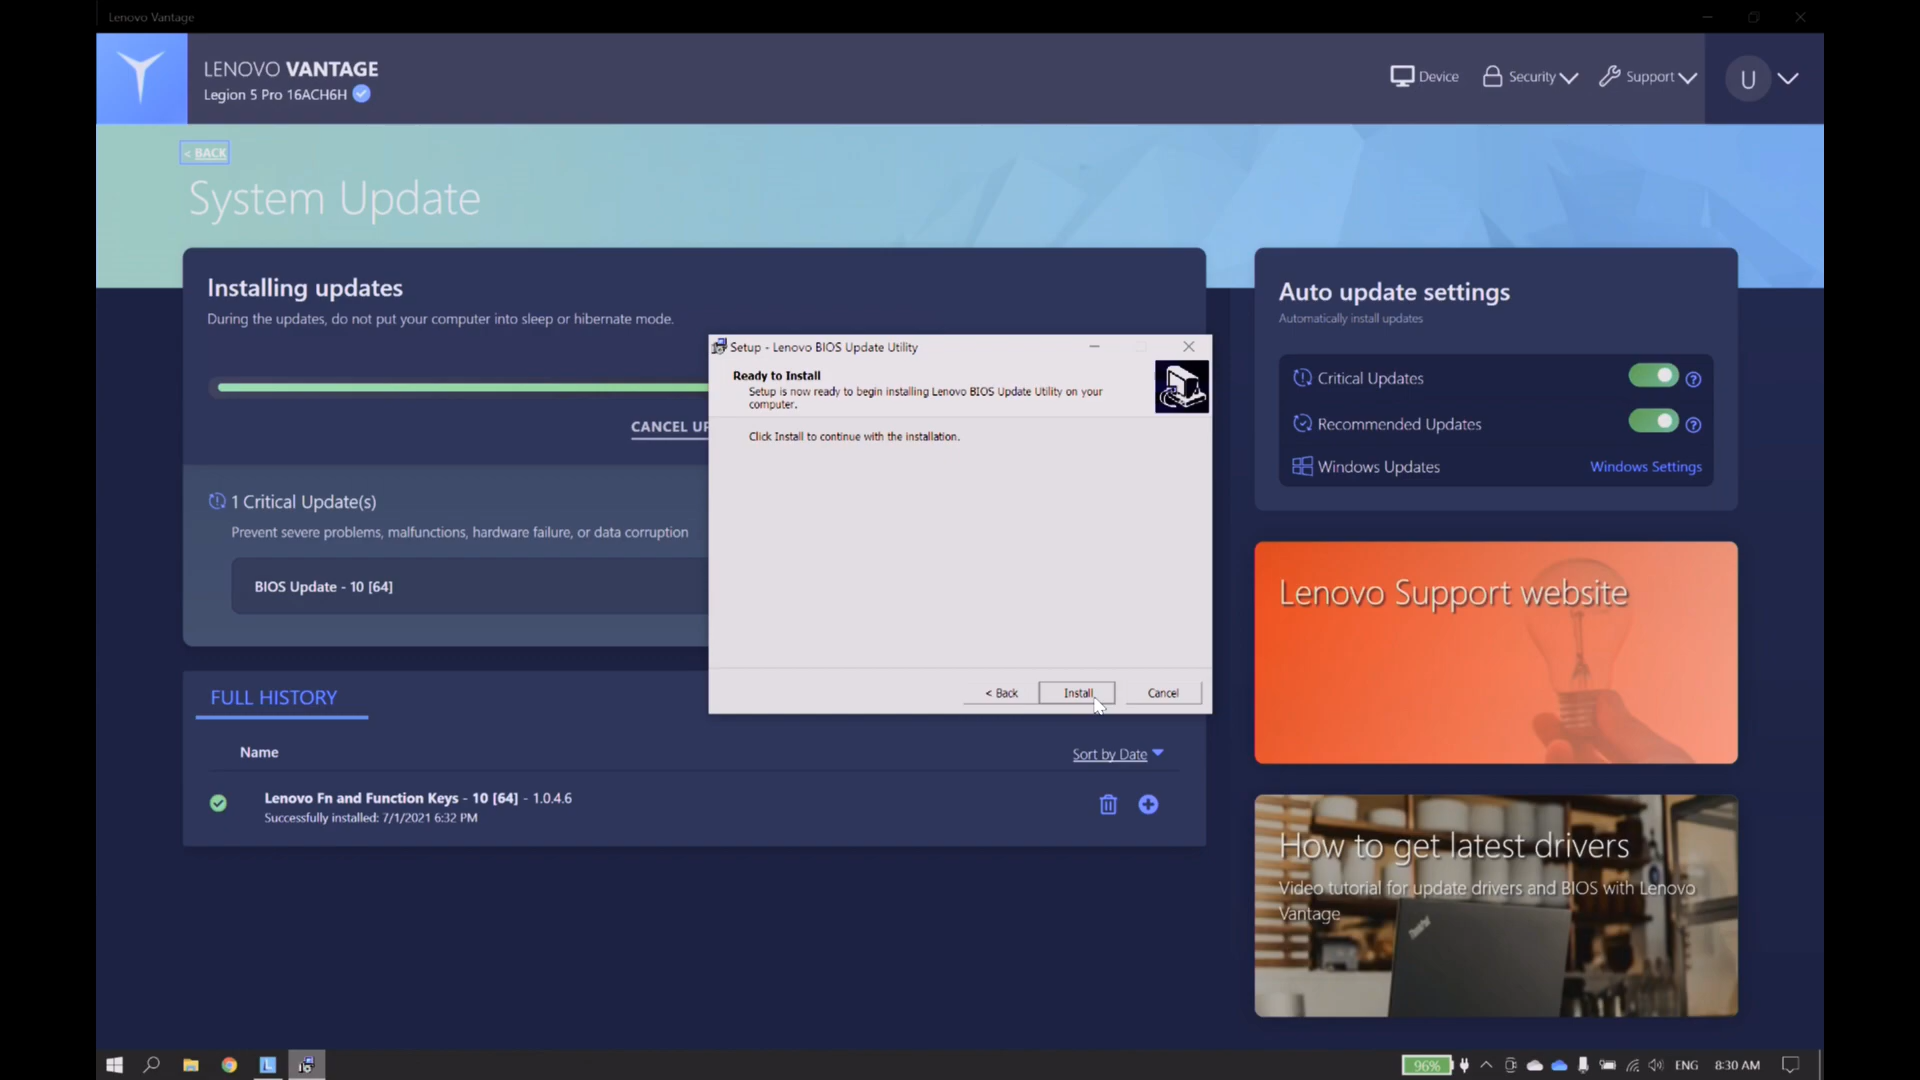 Lenovo Vantage
LENOVO VANTAGE
Legion 5 Pro 16ACH6H
Device
Security
Support
U
< BACK
System Update
Installing updates
During the updates, do not put your computer into sleep or hibernate mode.
CANCEL UP
1 Critical Update(s)
Prevent severe problems, malfunctions, hardware failure, or data corruption
BIOS Update - 10 [64]
Setup - Lenovo BIOS Update Utility
Ready to Install
Setup is now ready to begin installing Lenovo BIOS Update Utility on your
computer.
Click Install to continue with the installation.
< Back
Install
Cancel
Auto update settings
Automatically install updates
Critical Updates
Recommended Updates
Windows Updates
Windows Settings
Lenovo Support website
FULL HISTORY
Name
Sort by Date
Lenovo Fn and Function Keys - 10 [64] - 1.0.4.6
Successfully installed: 7/1/2021 6:32 PM
How to get latest drivers
Video tutorial for update drivers and BIOS with Lenovo
Vantage
ThinkPad
L
96%
ENG
8:30 AM